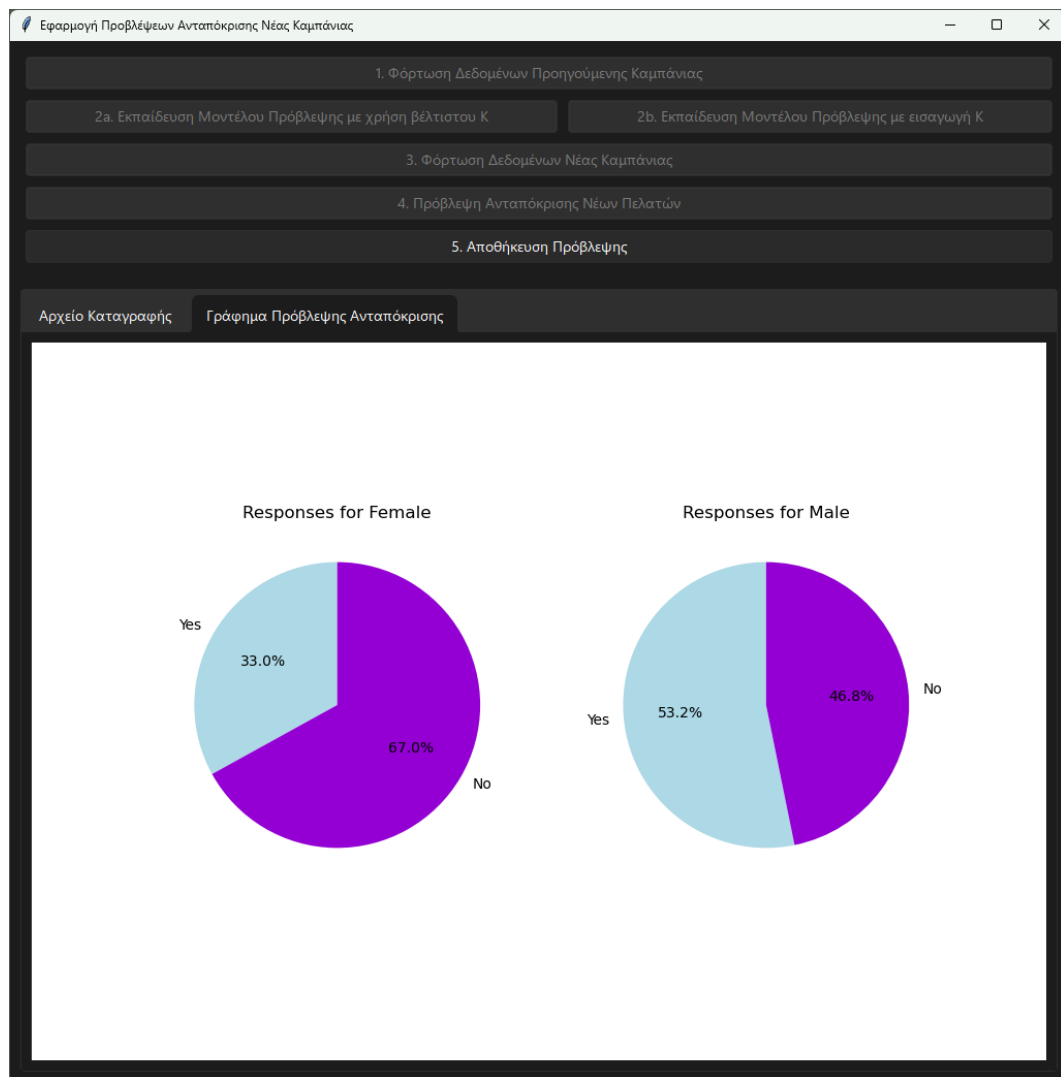 Εφαρμογή Προβλέψεων Ανταπόκρισης Νέας Καμπάνιας
1. Φόρτωση Δεδομένων Προηγούμενης Καμπάνιας
2a. Εκπαίδευση Μοντέλου Πρόβλεψης με χρήση βέλτιστου Κ
2b. Εκπαίδευση Μοντέλου Πρόβλεψης με εισαγωγή Κ
3. Φόρτωση Δεδομένων Νέας Καμπάνιας
4. Πρόβλεψη Ανταπόκρισης Νέων Πελατών
5. Αποθήκευση Πρόβλεψης
Αρχείο Καταγραφής
Γράφημα Πρόβλεψης Ανταπόκρισης
Responses for Female
Yes
33.0%
67.0%
No
Responses for Male
Yes
53.2%
46.8%
No